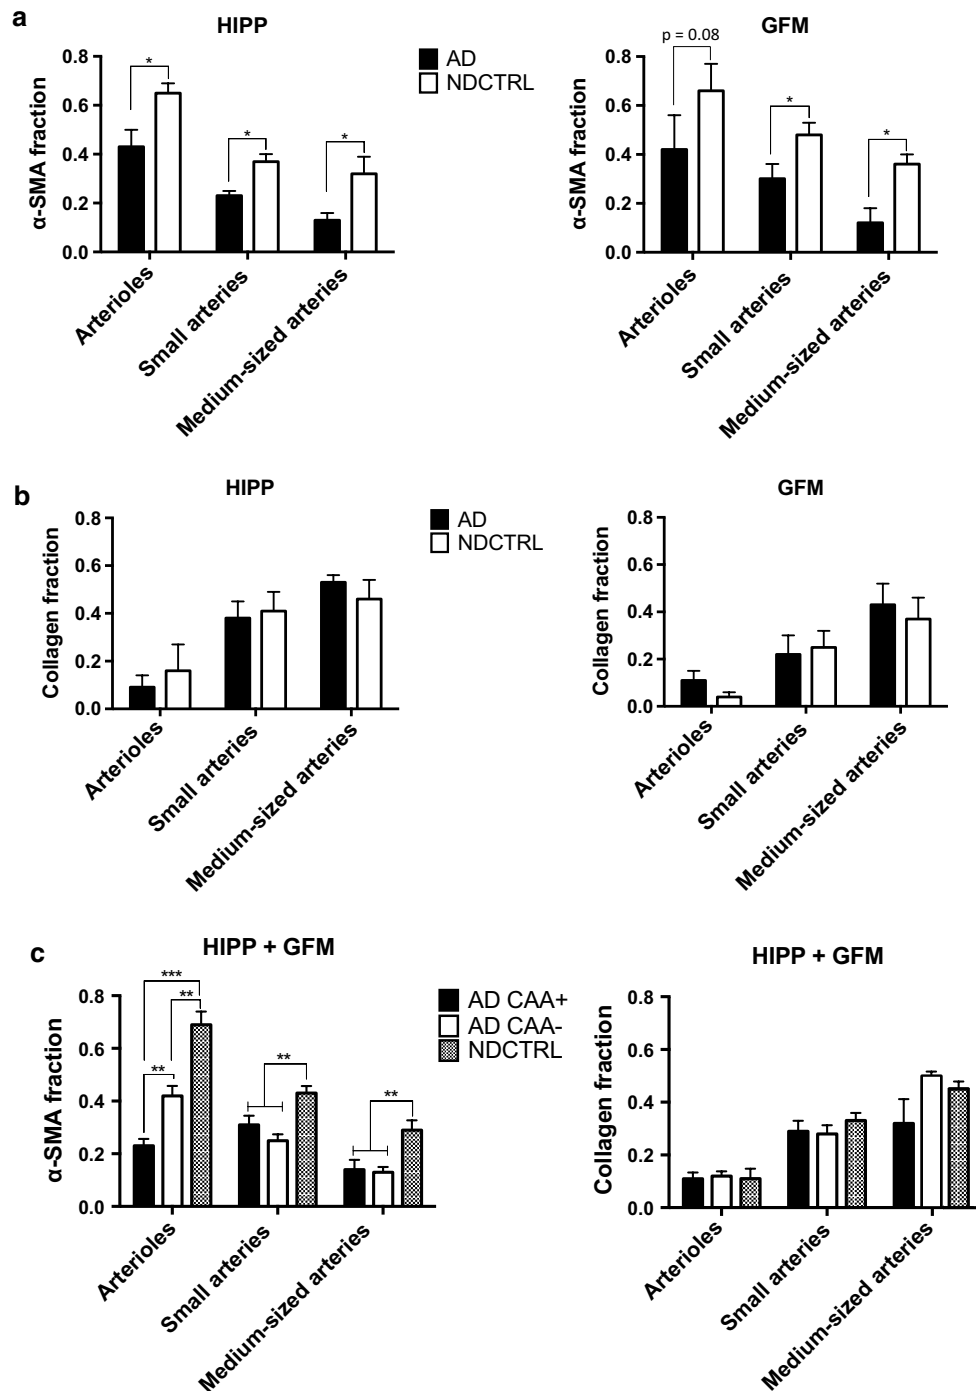 a
HIPP
α-SMA fraction
0.8
0.6
0.4
0.2
0.0
*
*
*
Arterioles
Small arteries
Medium-sized arteries
AD
NDCTRL
GFM
p = 0.08
α-SMA fraction
0.8
0.6
0.4
0.2
0.0
*
*
Arterioles
Small arteries
Medium-sized arteries
b
HIPP
Collagen fraction
0.8
0.6
0.4
0.2
0.0
Arterioles
Small arteries
Medium-sized arteries
AD
NDCTRL
GFM
Collagen fraction
0.8
0.6
0.4
0.2
0.0
Arterioles
Small arteries
Medium-sized arteries
c
HIPP + GFM
α-SMA fraction
0.8
0.6
0.4
0.2
0.0
***
**
**
**
**
Arterioles
Small arteries
Medium-sized arteries
AD CAA+
AD CAA-
NDCTRL
HIPP + GFM
Collagen fraction
0.8
0.6
0.4
0.2
0.0
Arterioles
Small arteries
Medium-sized arteries